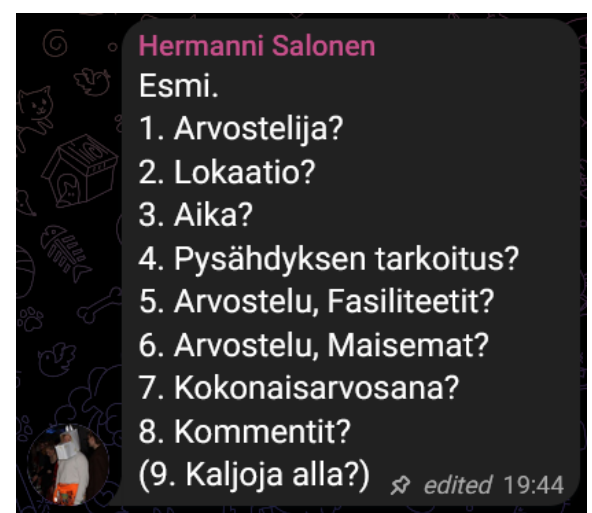 Hermanni Salonen
Esmi.
1. Arvostelija?
2. Lokaatio?
3. Aika?
4. Pysähdyksen tarkoitus?
5. Arvostelu, Fasiliteetit?
6. Arvostelu, Maisemat?
7. Kokonaisarvosana?
8. Kommentit?
(9. Kaljoja alla?) edited 19:44